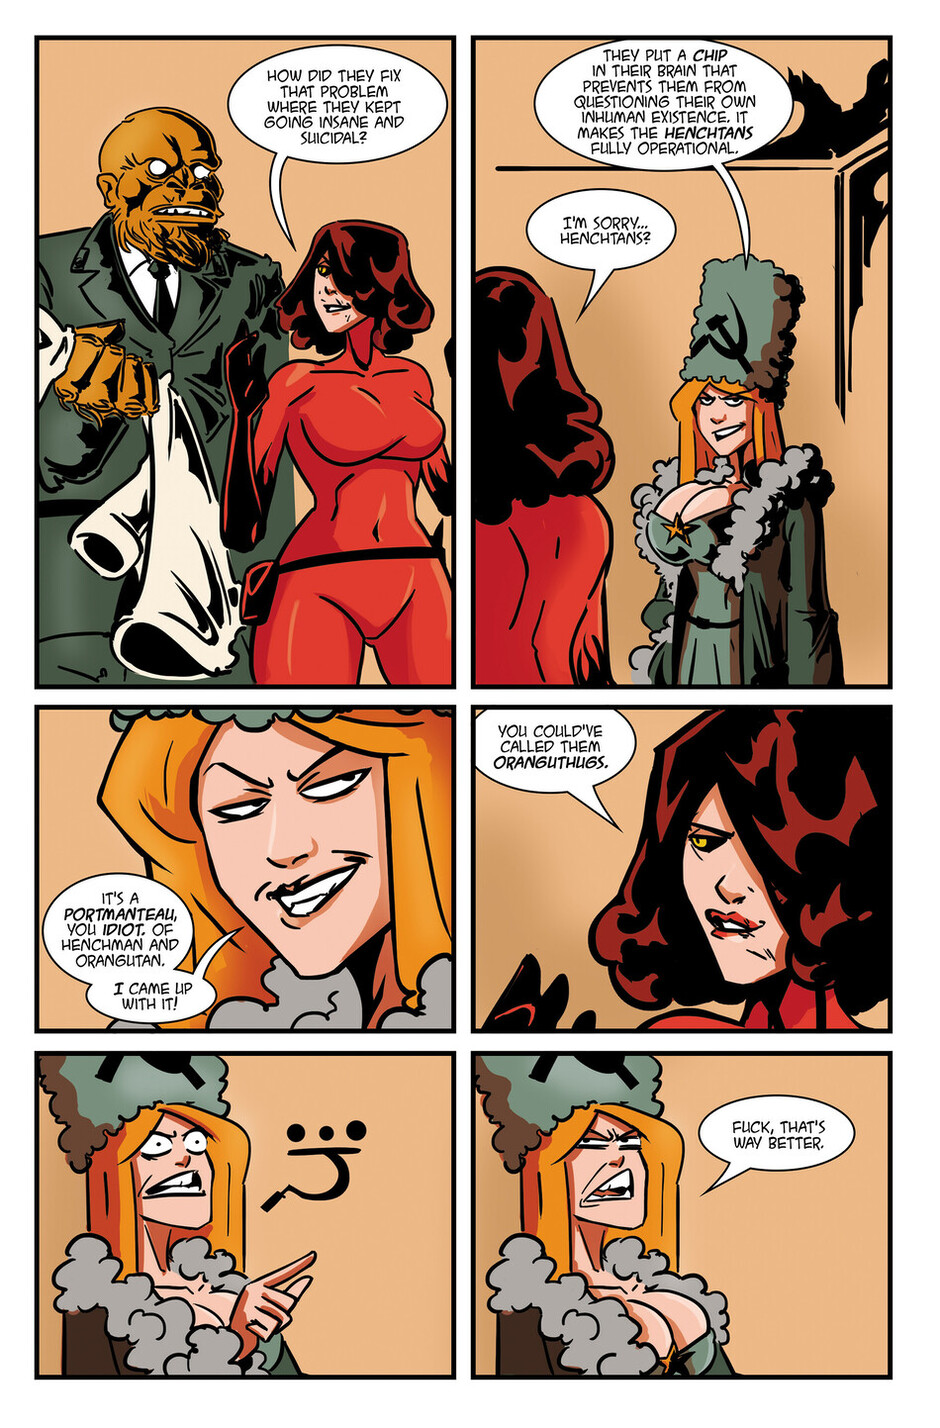 HOW DID THEY FIX
THAT PROBLEM
WHERE THEY KEPT
GOING INSANE AND
SUICIDAL?
THEY PUT A CHIP
IN THEIR BRAIN THAT
PREVENTS THEM FROM
QUESTIONING THEIR OWN
INHUMAN EXISTENCE. IT
MAKES THE HENCHTANS
FULLY OPERATIONAL.
I'M SORRY...
HENCHTANS?
IT'S A
PORTMANTEAU,
YOU IDIOT. OF
HENCHMAN AND
ORANGUTAN.
I CAME UP
WITH IT!
YOU COULD'VE
CALLED THEM
ORANGUTHUGS.
FUCK, THAT'S
WAY BETTER.